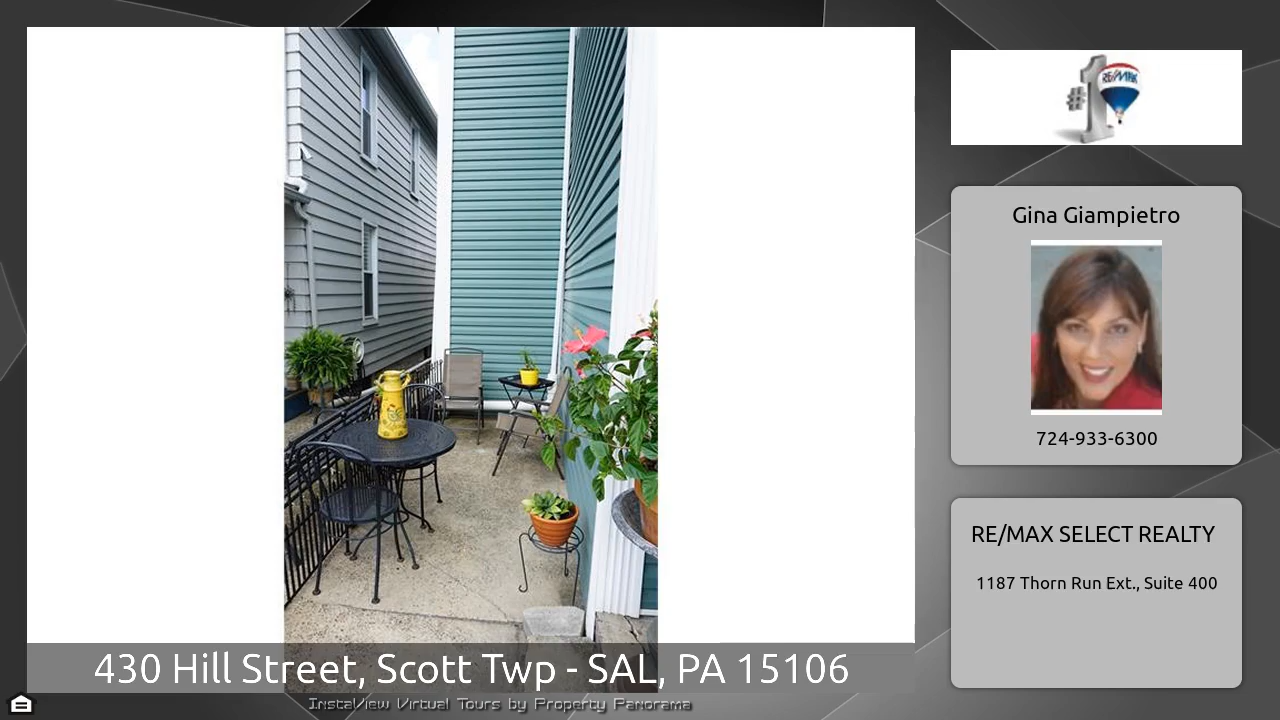 #1
RE/MAX
Gina Giampietro
724-933-6300
RE/MAX SELECT REALTY
1187 Thorn Run Ext., Suite 400
430 Hill Street, Scott Twp - SAL, PA 15106
InstaView Virtual Tours by Property Panorama